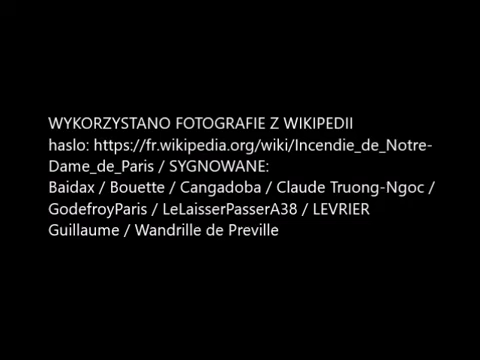 WYKORZYSTANO FOTOGRAFIE Z WIKIPEDII
haslo: https://fr.wikipedia.org/wiki/Incendie_de_Notre-
Dame_de_Paris / SYGNOWANE:
Baidax / Bouette / Cangadoba / Claude Truong-Ngoc /
GodefroyParis / LeLaisserPasserA38 / LEVRIER
Guillaume / Wandrille de Preville